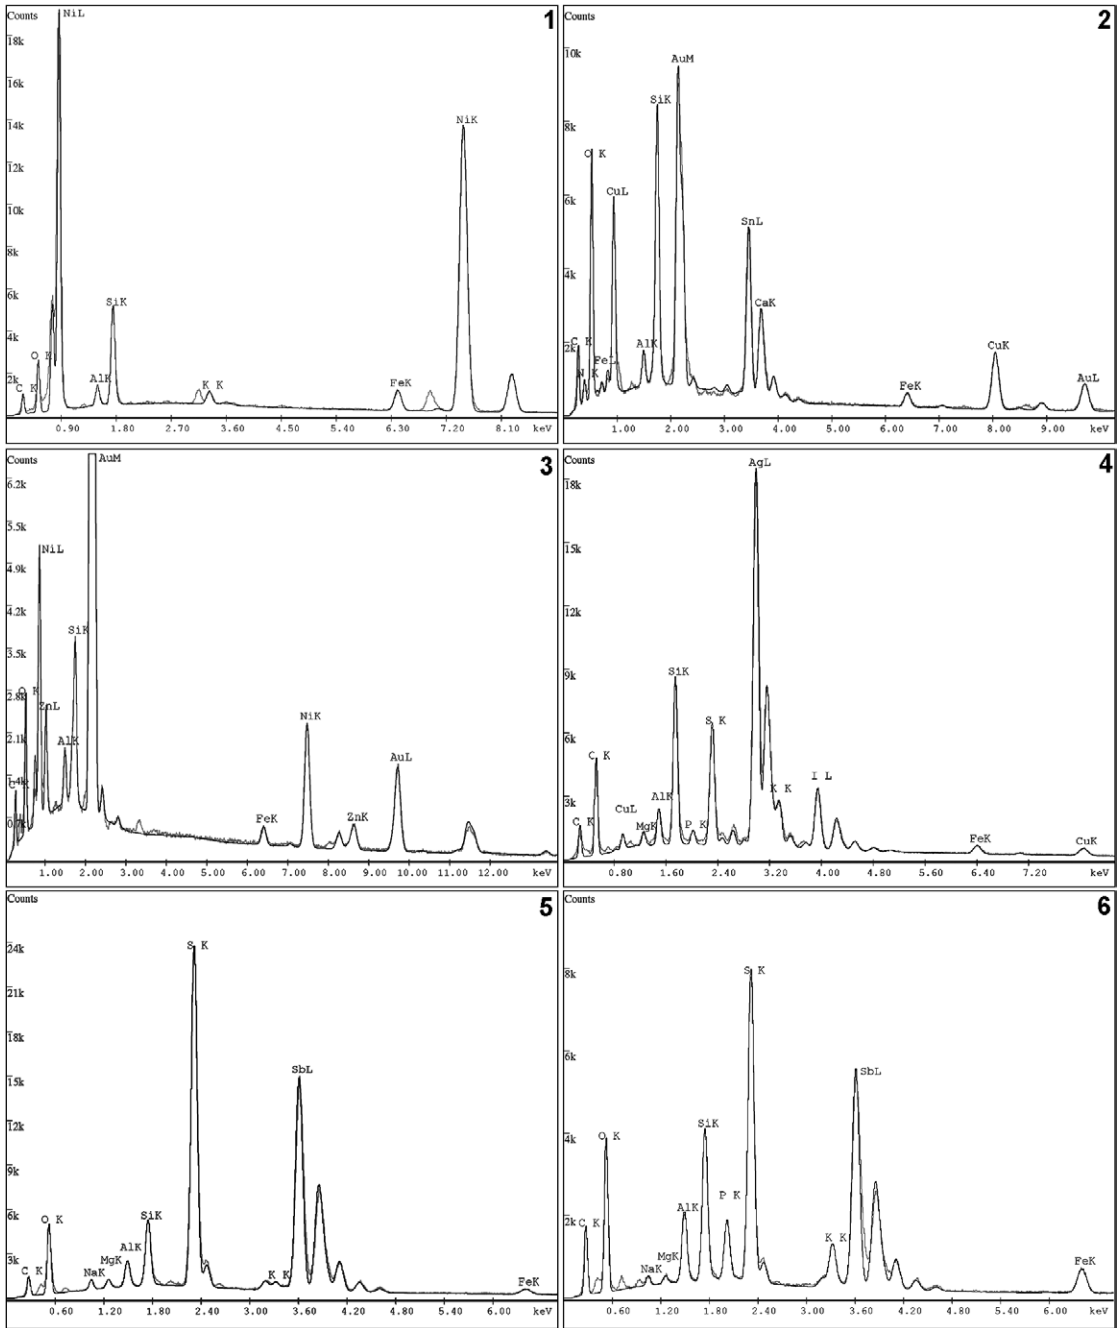 Counts
NiL
1
18k
16k
14k
NiK
12k
10k
8k
6k
SiK
4k
O K
2k
C K
AlK
K K
FeK
0.90 1.80 2.70 3.60 4.50 5.40 6.30 7.20 8.10 keV
Counts
2
10k
AuM
SiK
8k
O K
CuL
6k
SnL
4k
CaK
2k
C K
AlK
CuK
N K
FeL
FeK
AuL
1.00 2.00 3.00 4.00 5.00 6.00 7.00 8.00 9.00 keV
Counts
AuM
3
6.2k
5.5k
NiL
4.9k
4.2k
SiK
3.5k
2.8k
O K
ZnL
2.1k
AlK
NiK
AuL
1.4k
C
0.7k
FeK
ZnK
1.00 2.00 3.00 4.00 5.00 6.00 7.00 8.00 9.00 10.00 11.00 12.00 keV
Counts
AgL
4
18k
15k
12k
9k
SiK
S K
6k
C K
I L
3k
K K
AlK
CuL
C K
MgK
P K
FeK
CuK
0.80 1.60 2.40 3.20 4.00 4.80 5.60 6.40 7.20 keV
Counts
5
24k
S K
21k
18k
15k
SbL
12k
9k
6k
O K
SiK
3k
AlK
C K
NaK
MgK
K K
FeK
0.60 1.20 1.80 2.40 3.00 3.60 4.20 4.80 5.40 6.00 keV
Counts
6
8k
S K
6k
SbL
4k
O K
SiK
2k
C K
AlK
P K
K K
NaK
MgK
FeK
0.60 1.20 1.80 2.40 3.00 3.60 4.20 4.80 5.40 6.00 keV